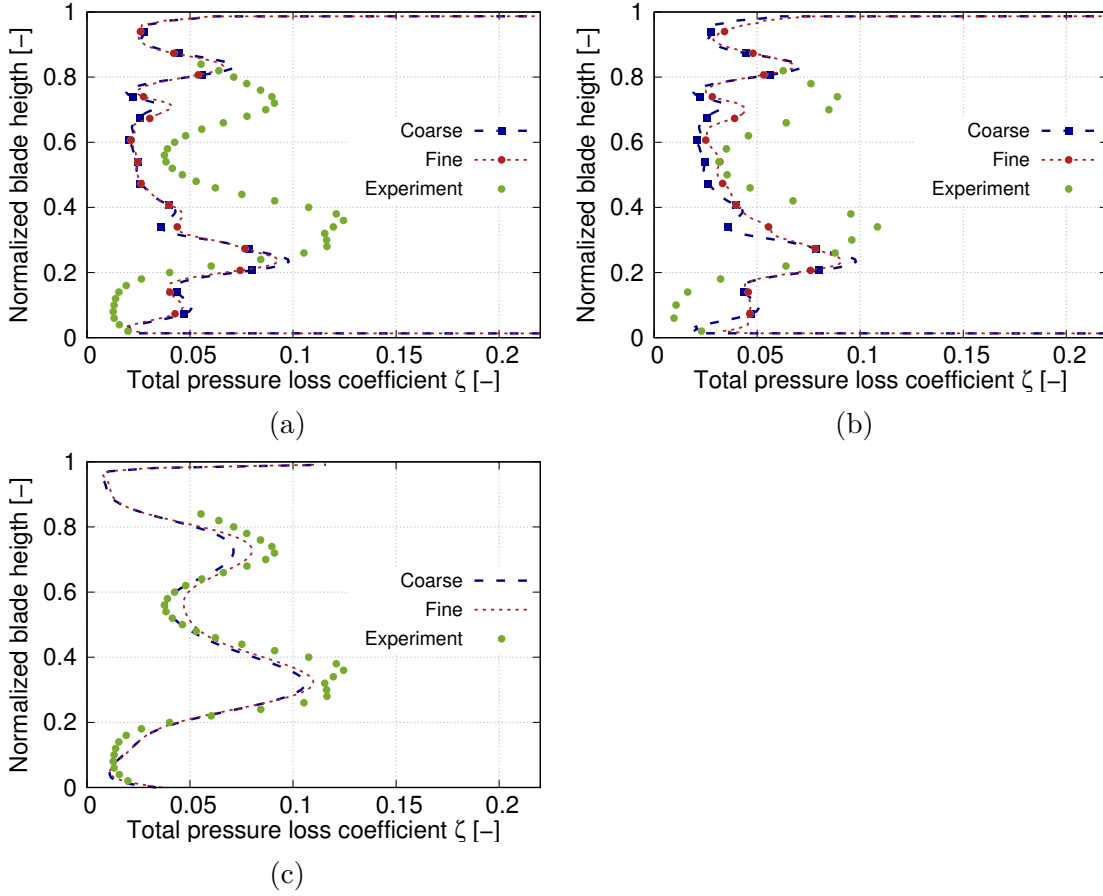 1
0.8
0.6
0.4
0.2
0
Normalized blade heigth [−]
Coarse
Fine
Experiment
0 0.05 0.1 0.15 0.2
Total pressure loss coefficient ζ [−]
(a)
1
0.8
0.6
0.4
0.2
0
Normalized blade heigth [−]
Coarse
Fine
Experiment
0 0.05 0.1 0.15 0.2
Total pressure loss coefficient ζ [−]
(b)
1
0.8
0.6
0.4
0.2
0
Normalized blade heigth [−]
Coarse
Fine
Experiment
0 0.05 0.1 0.15 0.2
Total pressure loss coefficient ζ [−]
(c)